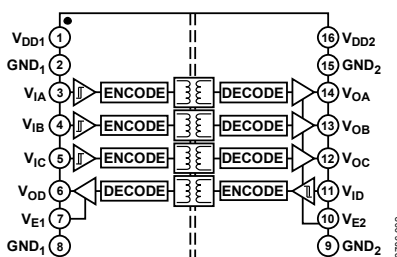 VDD1 1 16 VDD2
GND1 2 15 GND2
VIA 3 ENCODE DECODE 14 VOA
VIB 4 ENCODE DECODE 13 VOB
VIC 5 ENCODE DECODE 12 VOC
VOD 6 DECODE ENCODE 11 VID
VE1 7 10 VE2
GND1 8 9 GND2